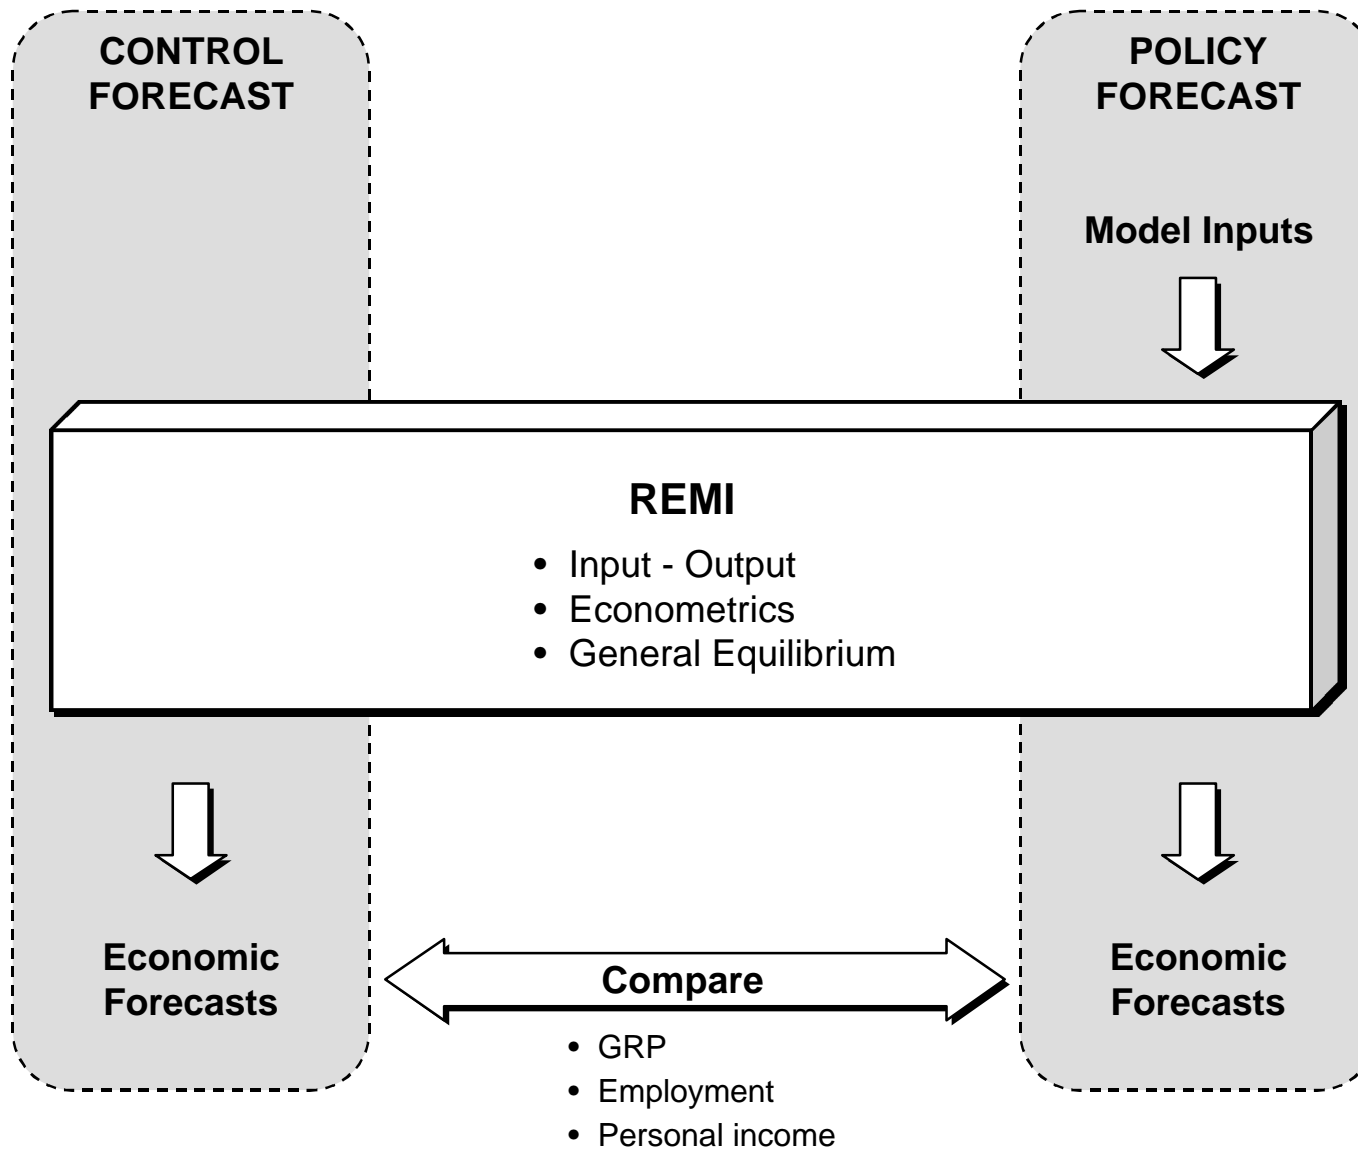 CONTROL
FORECAST
POLICY
FORECAST
Model Inputs
REMI
• Input - Output
• Econometrics
• General Equilibrium
Economic
Forecasts
Compare
Economic
Forecasts
• GRP
• Employment
• Personal income